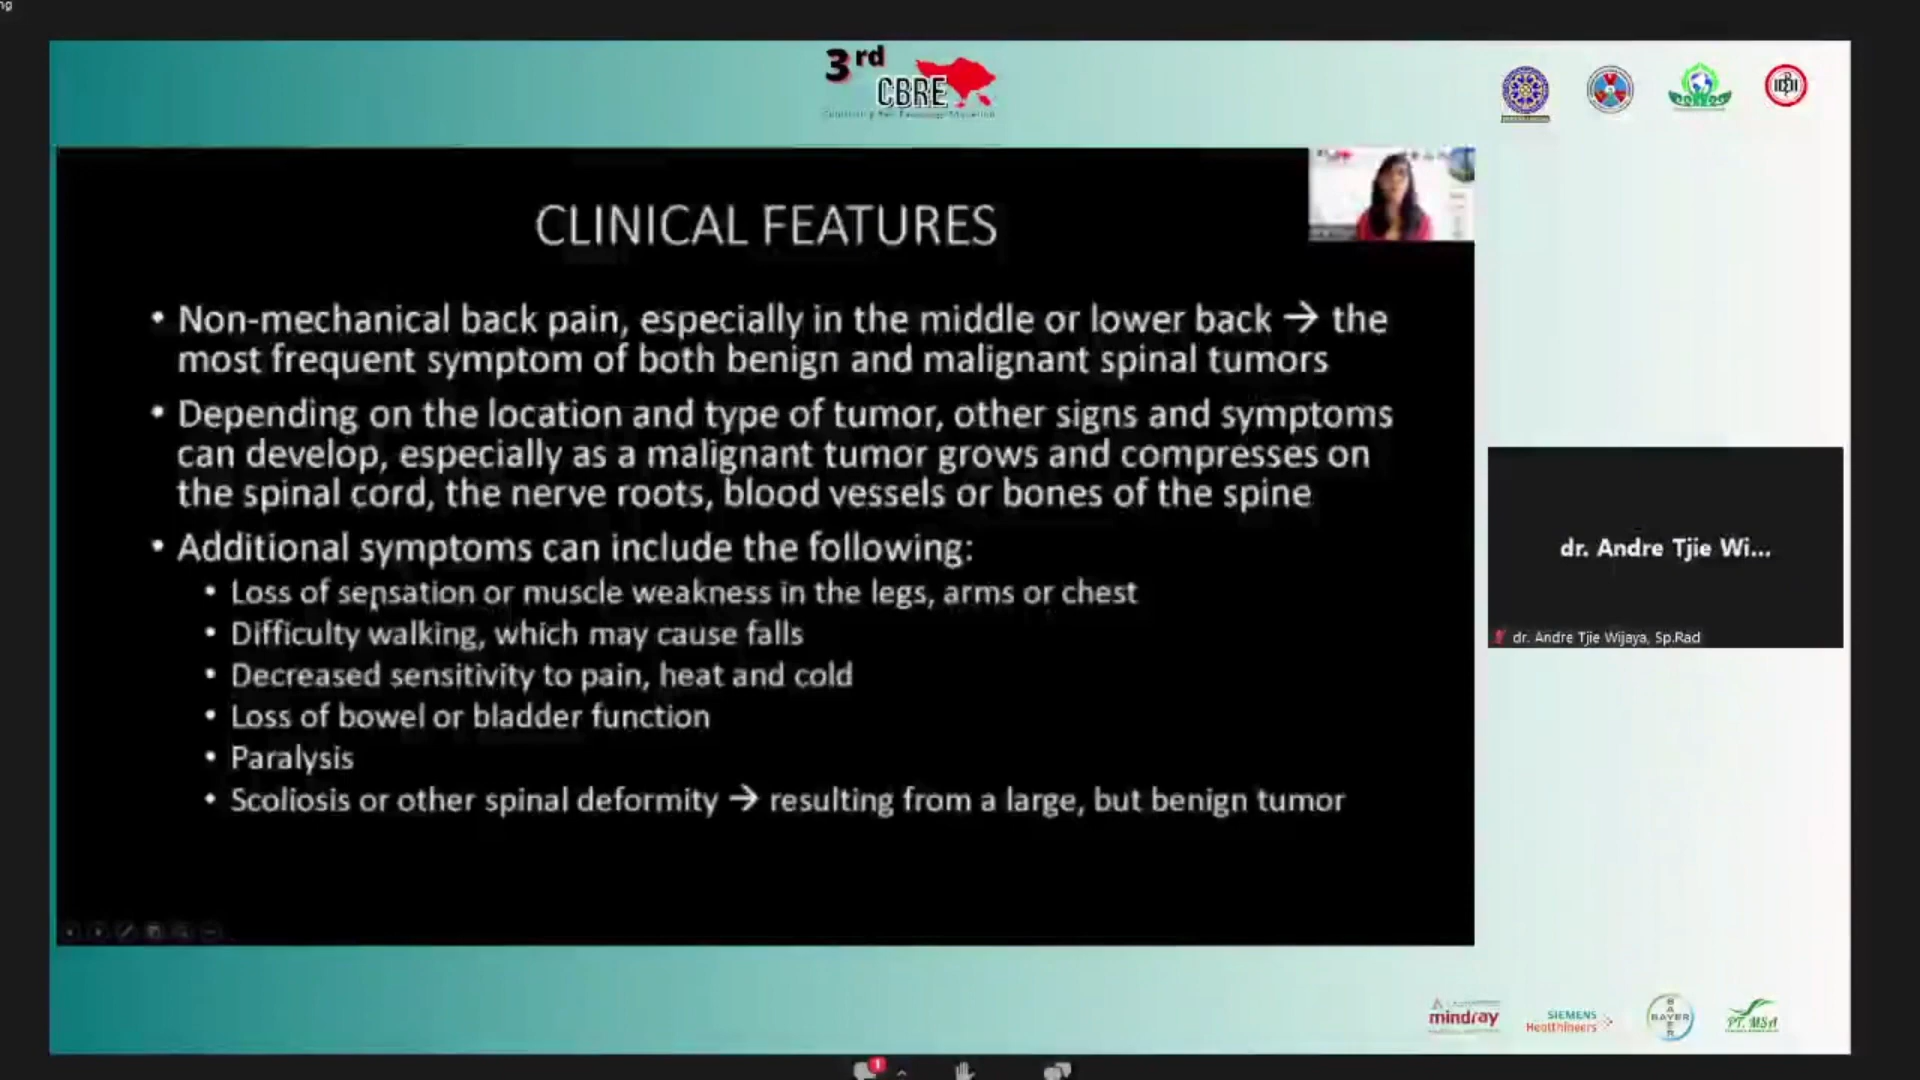 ng
3rd
CBRE
CLINICAL FEATURES
• Non-mechanical back pain, especially in the middle or lower back → the
most frequent symptom of both benign and malignant spinal tumors
• Depending on the location and type of tumor, other signs and symptoms
can develop, especially as a malignant tumor grows and compresses on
the spinal cord, the nerve roots, blood vessels or bones of the spine
• Additional symptoms can include the following:
• Loss of sensation or muscle weakness in the legs, arms or chest
• Difficulty walking, which may cause falls
• Decreased sensitivity to pain, heat and cold
• Loss of bowel or bladder function
• Paralysis
• Scoliosis or other spinal deformity → resulting from a large, but benign tumor
dr. Andre Tjie Wi...
dr. Andre Tjie Wijaya, Sp.Rad
mindray
SIEMENS
Healthineers
BAYER
PT. MSA
1